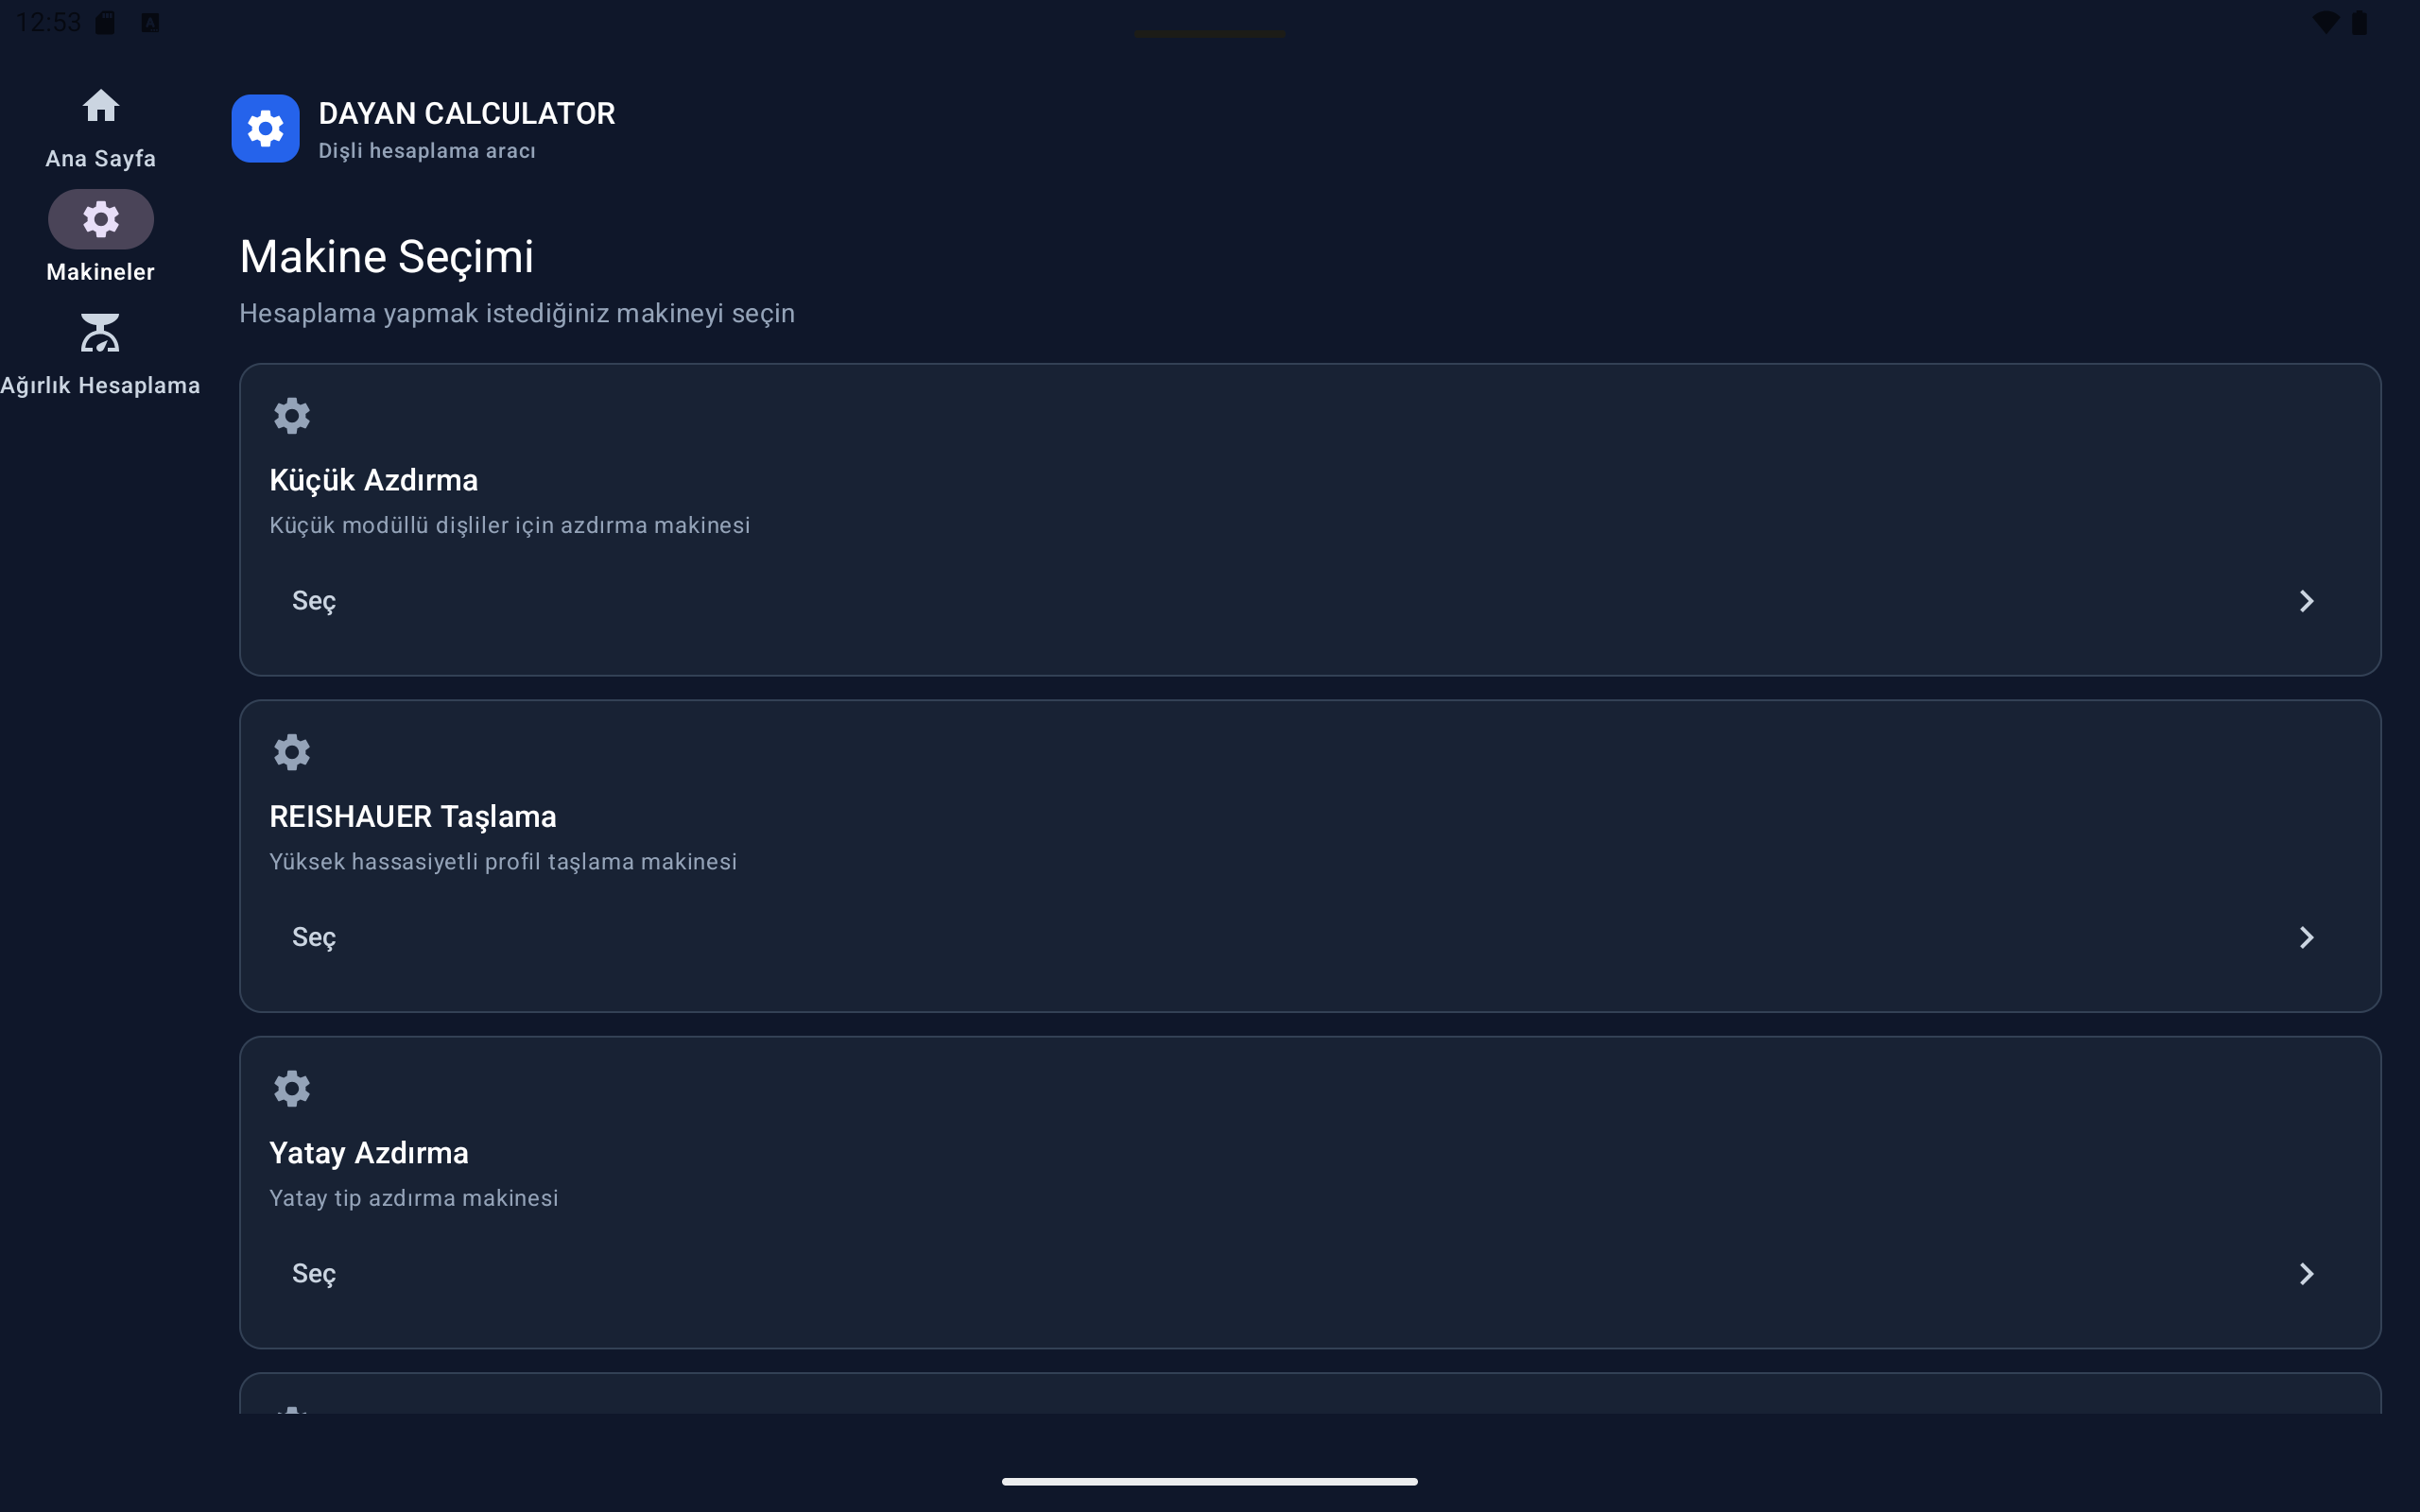 12:53
Ana Sayfa
Makineler
Ağırlık Hesaplama
DAYAN CALCULATOR
Dişli hesaplama aracı
Makine Seçimi
Hesaplama yapmak istediğiniz makineyi seçin
Küçük Azdırma
Küçük modüllü dişliler için azdırma makinesi
Seç
REISHAUER Taşlama
Yüksek hassasiyetli profil taşlama makinesi
Seç
Yatay Azdırma
Yatay tip azdırma makinesi
Seç